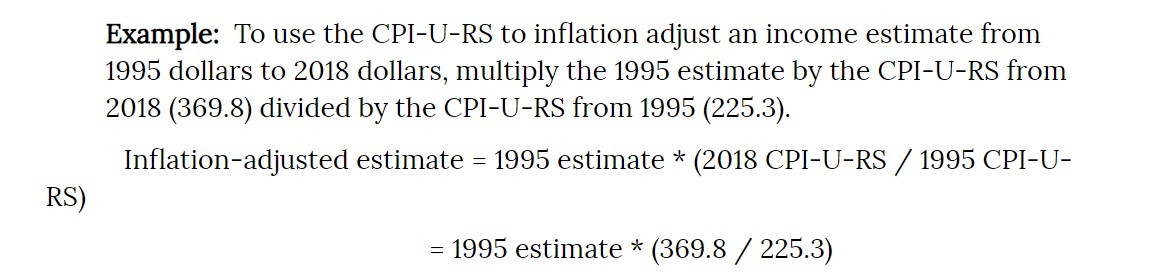 Example: To use the CPI-U-RS to inflation adjust an income estimate from
1995 dollars to 2018 dollars, multiply the 1995 estimate by the CPI-U-RS from
2018 (369.8) divided by the CPI-U-RS from 1995 (225.3).
Inflation-adjusted estimate = 1995 estimate * (2018 CPI-U-RS / 1995 CPI-U-
RS)
= 1995 estimate * (369.8 / 225.3)